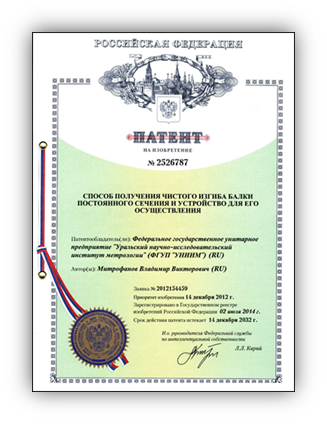 РОССИЙСКАЯ ФЕДЕРАЦИЯ
ПАТЕНТ
НА ИЗОБРЕТЕНИЕ
№ 2526787
СПОСОБ ПОЛУЧЕНИЯ ЧИСТОГО ИЗГИБА БАЛКИ
ПОСТОЯННОГО СЕЧЕНИЯ И УСТРОЙСТВО ДЛЯ ЕГО
ОСУЩЕСТВЛЕНИЯ
Патентообладатель(ли): Федеральное государственное унитарное
предприятие "Уральский научно-исследовательский
институт метрологии" (ФГУП "УНИИМ") (RU)
Автор(ы): Митрофанов Владимир Викторович (RU)
Заявка № 2012154459
Приоритет изобретения 14 декабря 2012 г.
Зарегистрировано в Государственном реестре
изобретений Российской Федерации 02 июля 2014 г.
Срок действия патента истекает 14 декабря 2032 г.
И.о. руководителя Федеральной службы
по интеллектуальной собственности
Л.Л. Кирий